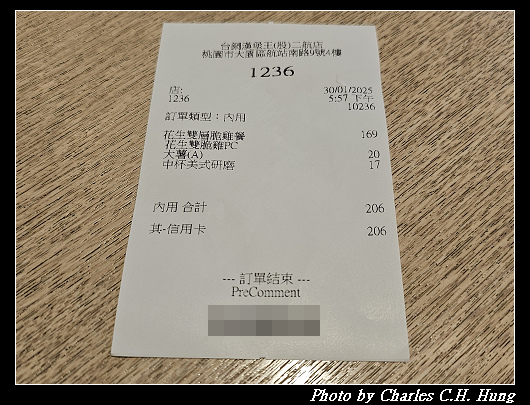 台灣漢堡王(股)二航店
桃園市大園區航站南路9號4樓
1236
店: 30/01/2025
1236 5:57 下午
10236
訂單類型：內用
花生雙層脆雞餐 169
花生雙脆雞PC
大薯(A) 20
中杯美式研磨 17
內用 合計 206
其-信用卡 206
--- 訂單結束 ---
PreComment
Photo by Charles C.H. Hung